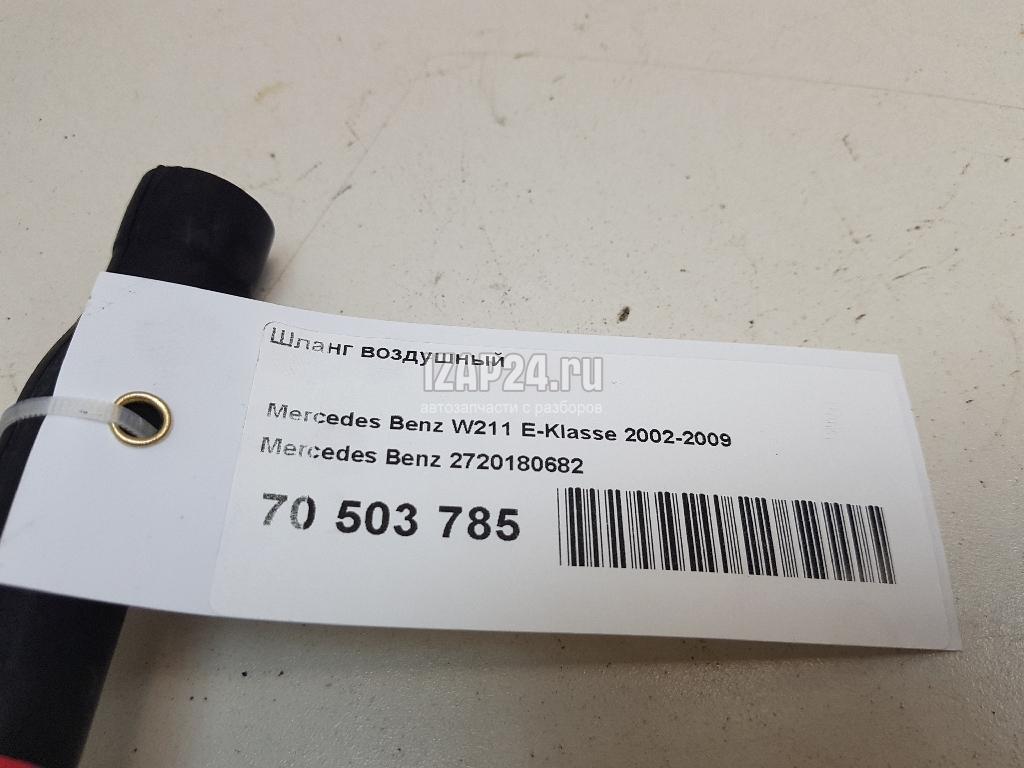 Шланг воздушный
IZAP24.ru
автозапчасти с разборов
Mercedes Benz W211 E-Klasse 2002-2009
Mercedes Benz 2720180682
70 503 785